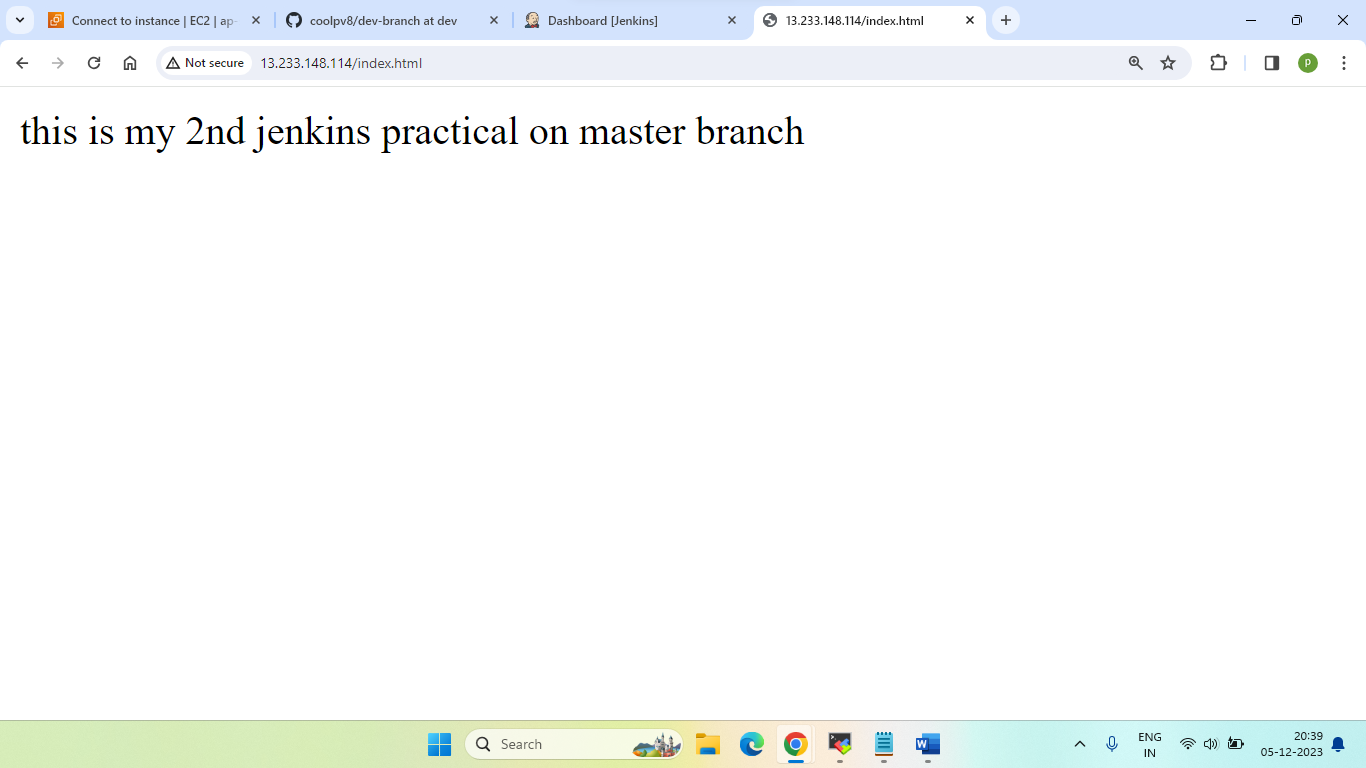 Connect to instance | EC2 | ap-
coolpv8/dev-branch at dev
Dashboard [Jenkins]
13.233.148.114/index.html
Not secure
13.233.148.114/index.html
p
this is my 2nd jenkins practical on master branch
Search
ENG
IN
20:39
05-12-2023